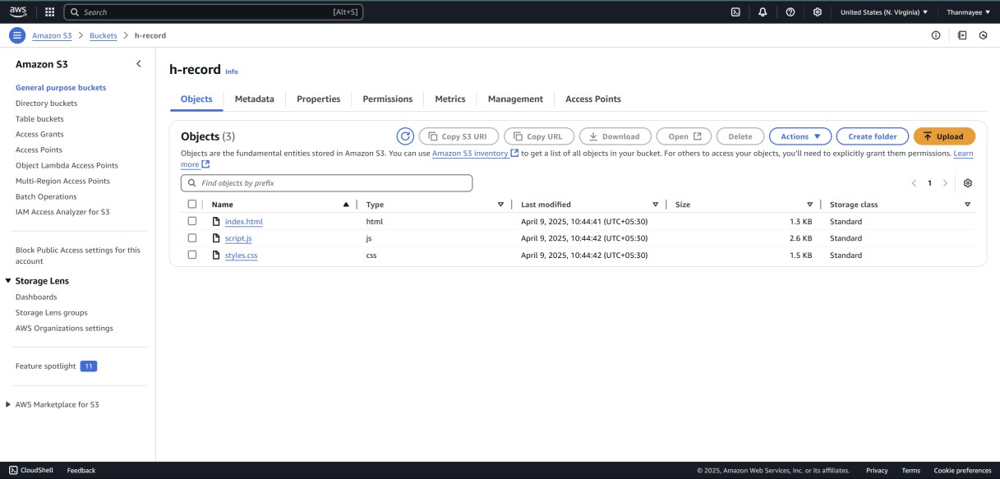 aws
Search [Alt+S] United States (N. Virginia) ▼ Thanmayee ▼
Amazon S3 > Buckets > h-record
Amazon S3
General purpose buckets
Directory buckets
Table buckets
Access Grants
Access Points
Object Lambda Access Points
Multi-Region Access Points
Batch Operations
IAM Access Analyzer for S3
Block Public Access settings for this
account
Storage Lens
Dashboards
Storage Lens groups
AWS Organizations settings
Feature spotlight 11
AWS Marketplace for S3
h-record Info
Objects Metadata Properties Permissions Metrics Management Access Points
Objects (3) Copy S3 URI Copy URL Download Open Delete Actions ▼ Create folder Upload
Objects are the fundamental entities stored in Amazon S3. You can use Amazon S3 inventory to get a list of all objects in your bucket. For others to access your objects, you'll need to explicitly grant them permissions. Learn
more
Find objects by prefix 1
Name Type Last modified Size Storage class
index.html html April 9, 2025, 10:44:41 (UTC+05:30) 1.3 KB Standard
script.js js April 9, 2025, 10:44:42 (UTC+05:30) 2.6 KB Standard
styles.css css April 9, 2025, 10:44:42 (UTC+05:30) 1.5 KB Standard
CloudShell Feedback © 2025, Amazon Web Services, Inc. or its affiliates. Privacy Terms Cookie preferences